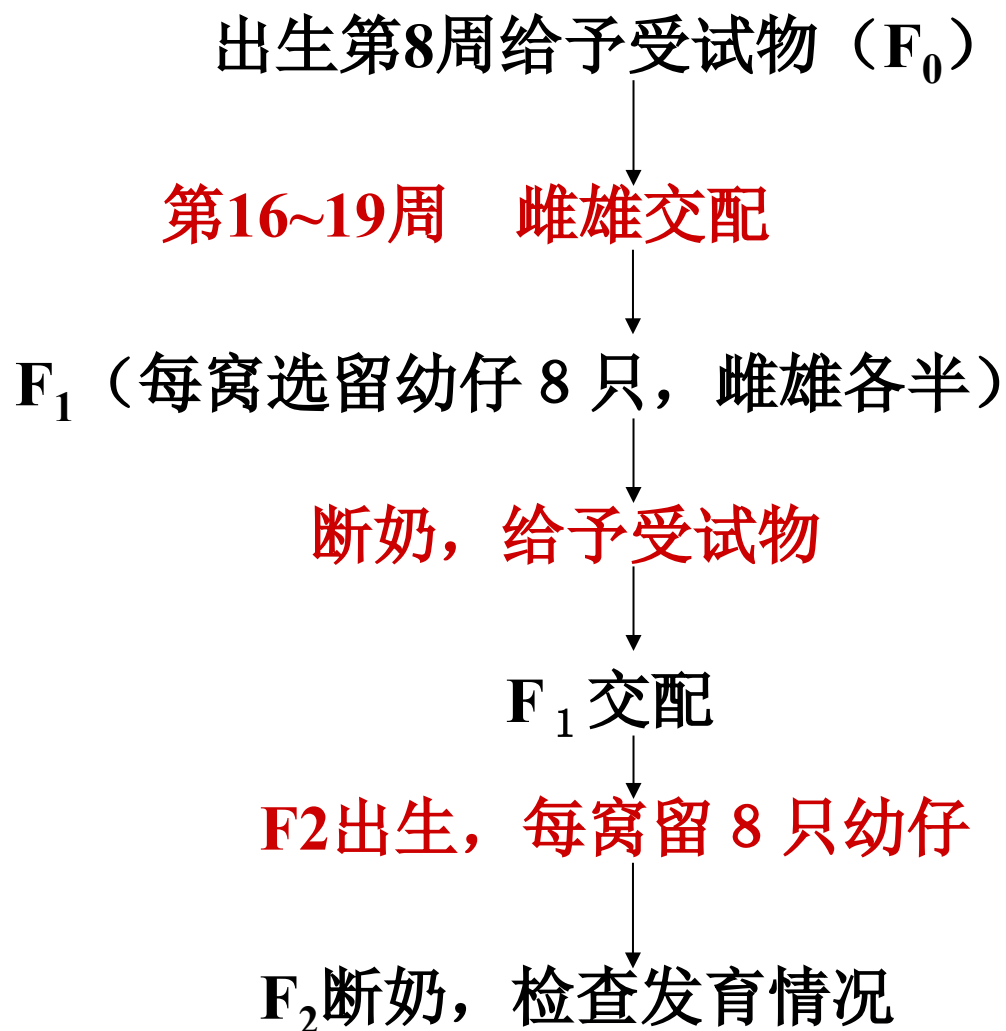 出生第8周给予受试物（F0）
第16~19周 雌雄交配
F1（每窝选留幼仔８只，雌雄各半）
断奶，给予受试物
F１交配
F2出生，每窝留８只幼仔
F2断奶，检查发育情况